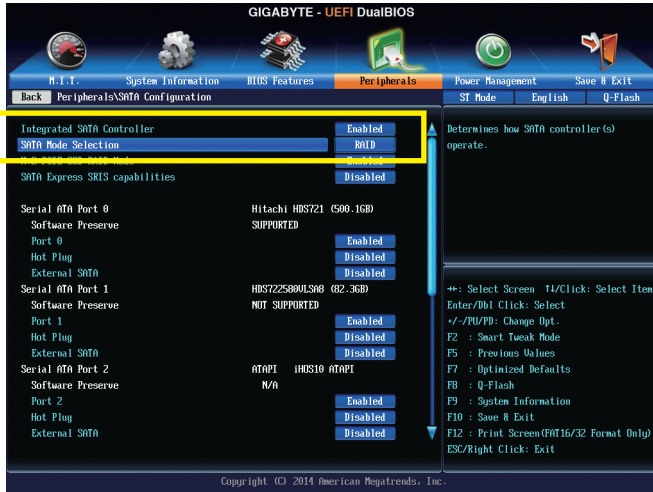 GIGABYTE - UEFI DualBIOS
M.I.T. System Information BIOS Features Peripherals Power Management Save & Exit
Back Peripherals\SATA Configuration ST Mode English Q-Flash
Integrated SATA Controller Enabled
SATA Mode Selection RAID
SATA Express SRIS capabilities Disabled
Serial ATA Port 0 Hitachi HDS721 (500.1GB)
Software Preserve SUPPORTED
Port 0 Enabled
Hot Plug Disabled
External SATA Disabled
Serial ATA Port 1 HDS722580VLSA8 (82.3GB)
Software Preserve NOT SUPPORTED
Port 1 Enabled
Hot Plug Disabled
External SATA Disabled
Serial ATA Port 2 ATAPI iHOS10 ATAPI
Software Preserve N/A
Port 2 Enabled
Hot Plug Disabled
External SATA Disabled
Determines how SATA controller(s)
operate.
→←: Select Screen ↑↓/Click: Select Item
Enter/Dbl Click: Select
+/-/PU/PD: Change Opt.
F2 : Smart Tweak Mode
F5 : Previous Values
F7 : Optimized Defaults
F8 : Q-Flash
F9 : System Information
F10 : Save & Exit
F12 : Print Screen(FAT16/32 Format Only)
ESC/Right Click: Exit
Copyright (C) 2014 American Megatrends, Inc.